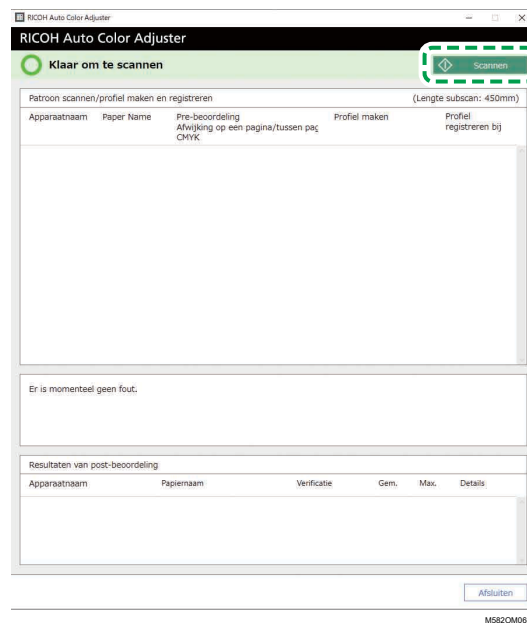 RICOH Auto Color Adjuster
RICOH Auto Color Adjuster
Klaar om te scannen
Scannen
Patroon scannen/profiel maken en registreren (Lengte subscan: 450mm)
Apparaatnaam Paper Name Pre-beoordeling Profiel maken Profiel
Afwijking op een pagina/tussen pag registreren bij
CMYK
Er is momenteel geen fout.
Resultaten van post-beoordeling
Apparaatnaam Papiernaam Verificatie Gem. Max. Details
Afsluiten
M582OM06